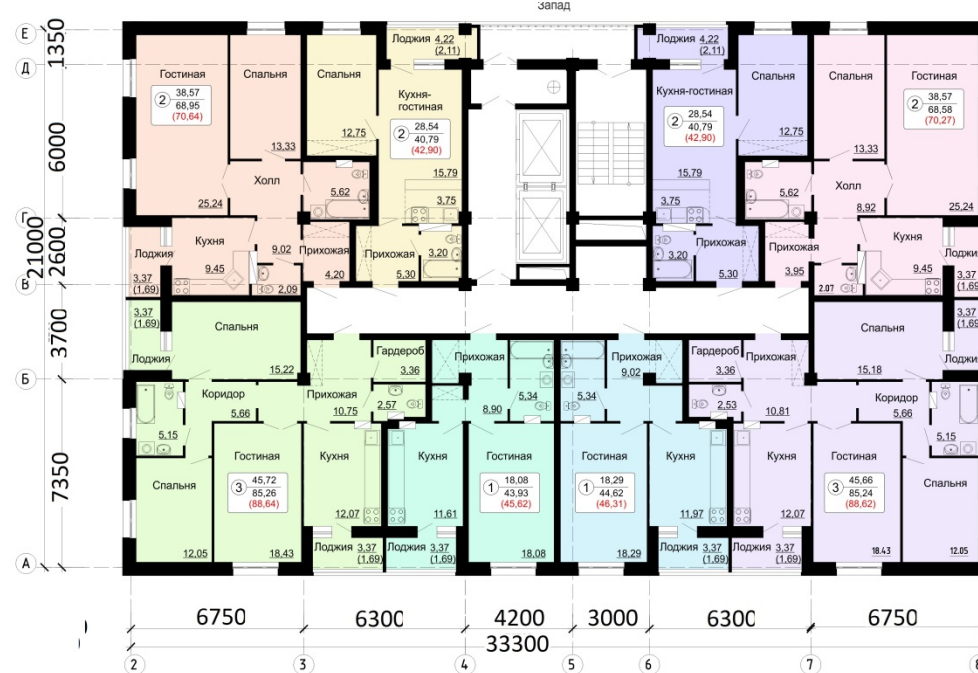 Запад
Е
1350
Лоджия 4,22
(2,11)
Лоджия 4,22
(2,11)
Д
Гостиная
Спальня
Спальня
Кухня-
гостиная
Кухня-гостиная
Спальня
Спальня
Гостиная
2 38,57
68,95
(70,64)
2 28,54
40,79
(42,90)
2 28,54
40,79
(42,90)
2 38,57
68,58
(70,27)
6000
12.75
12.75
13.33
13.33
15.79
15.79
Холл
5.62
3.75
3.75
5.62
Холл
25.24
8.92
25.24
Г
21000
2600
Лоджия
Кухня
9.02
Прихожая
Прихожая
3.20
3.20
Прихожая
Прихожая
Кухня
Лоджия
3.37
(1.69)
9.45
2.09
4.20
5.30
5.30
3.95
2.07
9.45
3.37
(1.69)
В
3700
3.37
(1.69)
Лоджия
Спальня
15.22
Гардероб
3.36
Прихожая
Прихожая
9.02
Гардероб
3.36
Прихожая
Спальня
15.18
3.37
(1.69)
Лоджия
Б
Коридор
5.66
Прихожая
10.75
2.57
8.90
5.34
5.34
2.53
10.81
Коридор
5.66
5.15
5.15
7350
Спальня
Гостиная
Кухня
Кухня
Гостиная
Гостиная
Кухня
Кухня
Гостиная
Спальня
3 45,72
85,26
(88,64)
1 18,08
43,93
(45,62)
1 18,29
44,62
(46,31)
3 45,66
85,24
(88,62)
12.07
11.61
11.97
12.07
12.05
18.43
Лоджия 3.37
(1,69)
Лоджия 3.37
(1.69)
18.08
18.29
Лоджия 3.37
(1.69)
Лоджия 3.37
(1.69)
18.43
12.05
А
6750
6300
4200
3000
6300
6750
33300
2
3
4
5
6
7
8